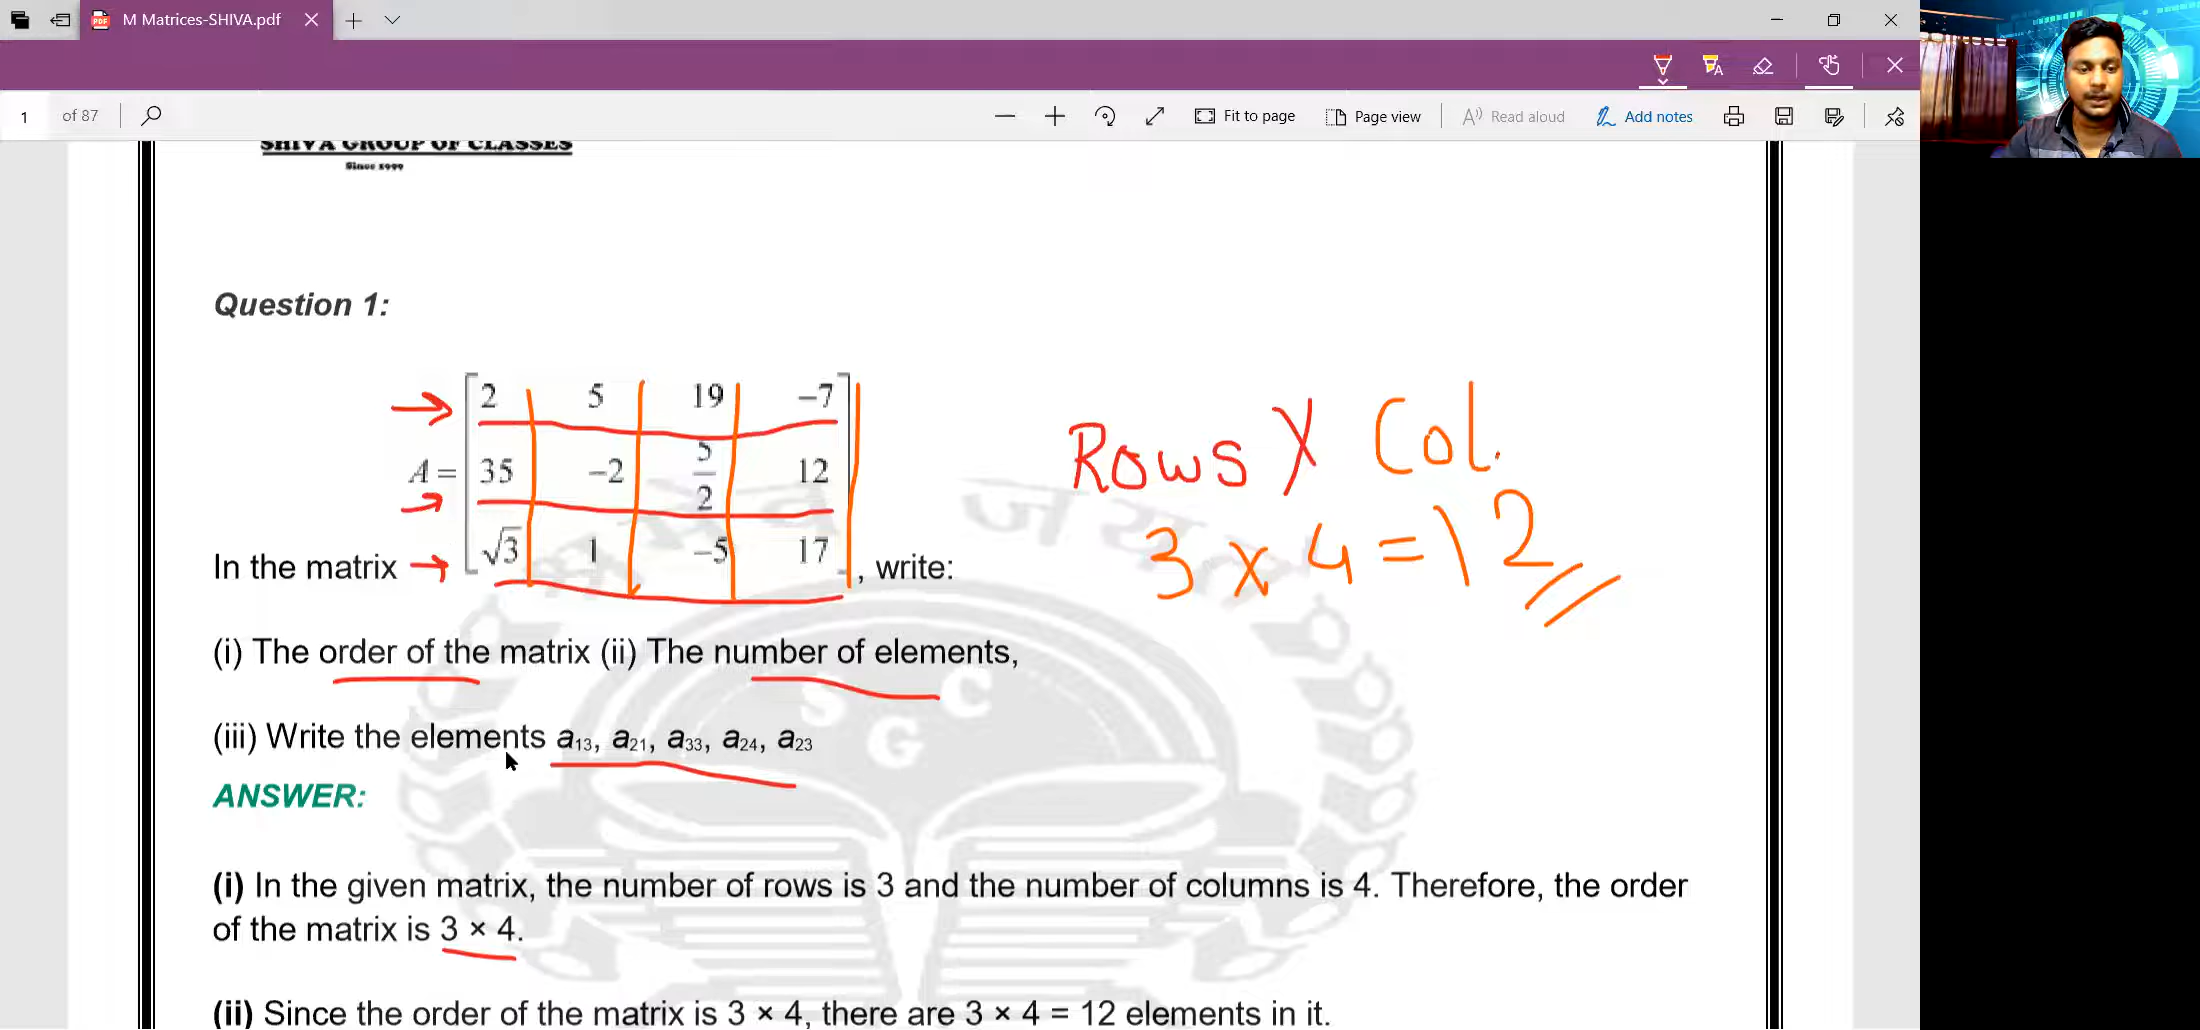 M Matrices-SHIVA.pdf
1 of 87 Fit to page Page view Read aloud Add notes
SHIVA GROUP OF CLASSES
Since 1999
Question 1:
2 5 19 −7
A = 35 −2 5/2 12
√3 1 −5 17
In the matrix , write:
Rows X Col.
3 x 4 = 12
(i) The order of the matrix (ii) The number of elements,
(iii) Write the elements a13, a21, a33, a24, a23
ANSWER:
(i) In the given matrix, the number of rows is 3 and the number of columns is 4. Therefore, the order
of the matrix is 3 × 4.
(ii) Since the order of the matrix is 3 × 4, there are 3 × 4 = 12 elements in it.
S G C